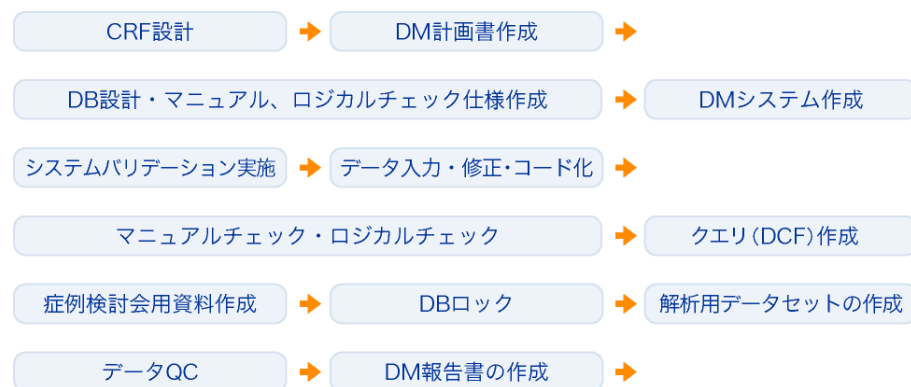 CRF設計 DM計画書作成
DB設計・マニュアル、ロジカルチェック仕様作成 DMシステム作成
システムバリデーション実施 データ入力・修正・コード化
マニュアルチェック・ロジカルチェック クエリ(DCF)作成
症例検討会用資料作成 DBロック 解析用データセットの作成
データQC DM報告書の作成